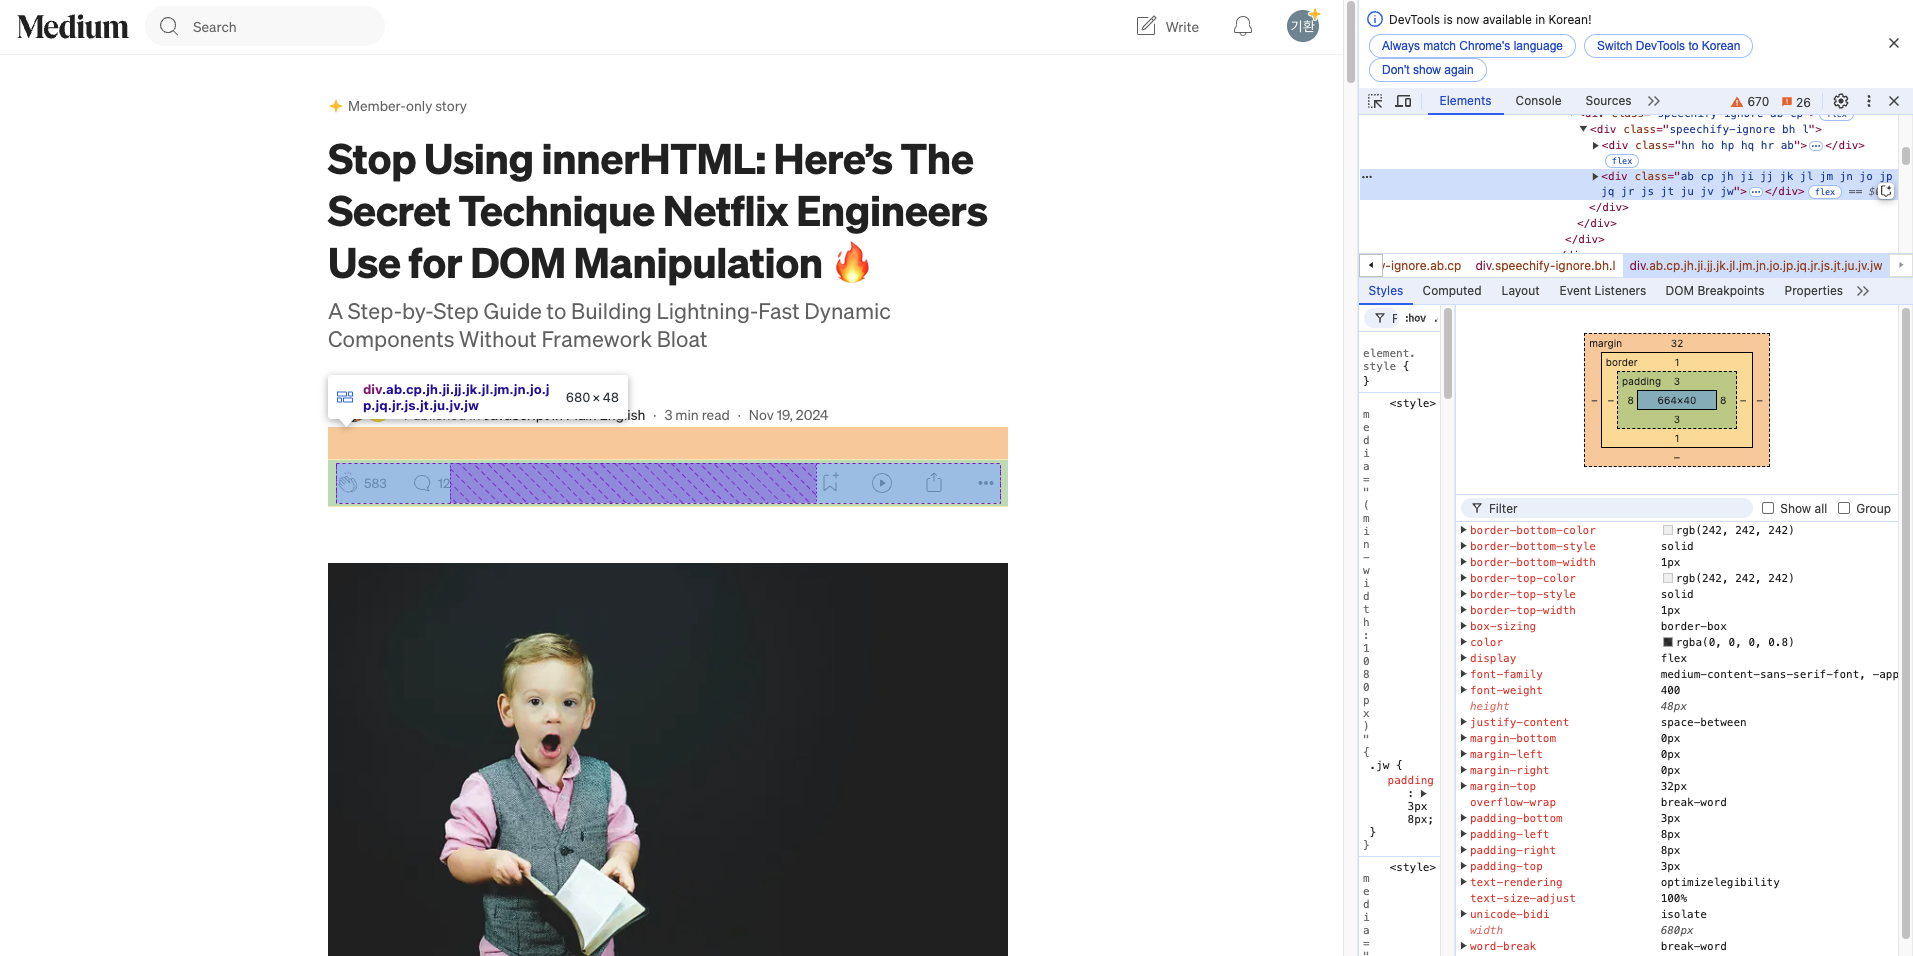 Medium
Search
Write
기환
Member-only story
Stop Using innerHTML: Here’s The
Secret Technique Netflix Engineers
Use for DOM Manipulation 🔥
A Step-by-Step Guide to Building Lightning-Fast Dynamic
Components Without Framework Bloat
div.ab.cp.jh.ji.jj.jk.jl.jm.jn.jo.j
p.jq.jr.js.jt.ju.jv.jw
680 × 48
English · 3 min read · Nov 19, 2024
583
12
DevTools is now available in Korean!
Always match Chrome's language
Switch DevTools to Korean
Don't show again
Elements Console Sources 670 26
<div class="speechify-ignore ab cp"> flex
<div class="speechify-ignore bh l">
<div class="hn ho hp hq hr ab">…</div>
flex
<div class="ab cp jh ji jj jk jl jm jn jo jp
jq jr js jt ju jv jw">…</div> flex == $
</div>
</div>
</div>
y-ignore.ab.cp div.speechify-ignore.bh.l div.ab.cp.jh.ji.jj.jk.jl.jm.jn.jo.jp.jq.jr.js.jt.ju.jv.jw
Styles Computed Layout Event Listeners DOM Breakpoints Properties
F :hov .
element.
style {
}
<style>
m
e
d
i
a
=
"
(
m
i
n
-
w
i
d
t
h
:
1
0
8
0
p
x
)
"
{
.jw {
padding
:
3px
8px;
}
}
<style>
m
e
d
i
a
=
"
margin 32
border 1
padding 3
– – 8 664×40 8 – –
3
1
–
Filter Show all Group
border-bottom-color rgb(242, 242, 242)
border-bottom-style solid
border-bottom-width 1px
border-top-color rgb(242, 242, 242)
border-top-style solid
border-top-width 1px
box-sizing border-box
color rgba(0, 0, 0, 0.8)
display flex
font-family medium-content-sans-serif-font, -app
font-weight 400
height 48px
justify-content space-between
margin-bottom 0px
margin-left 0px
margin-right 0px
margin-top 32px
overflow-wrap break-word
padding-bottom 3px
padding-left 8px
padding-right 8px
padding-top 3px
text-rendering optimizelegibility
text-size-adjust 100%
unicode-bidi isolate
width 680px
word-break break-word